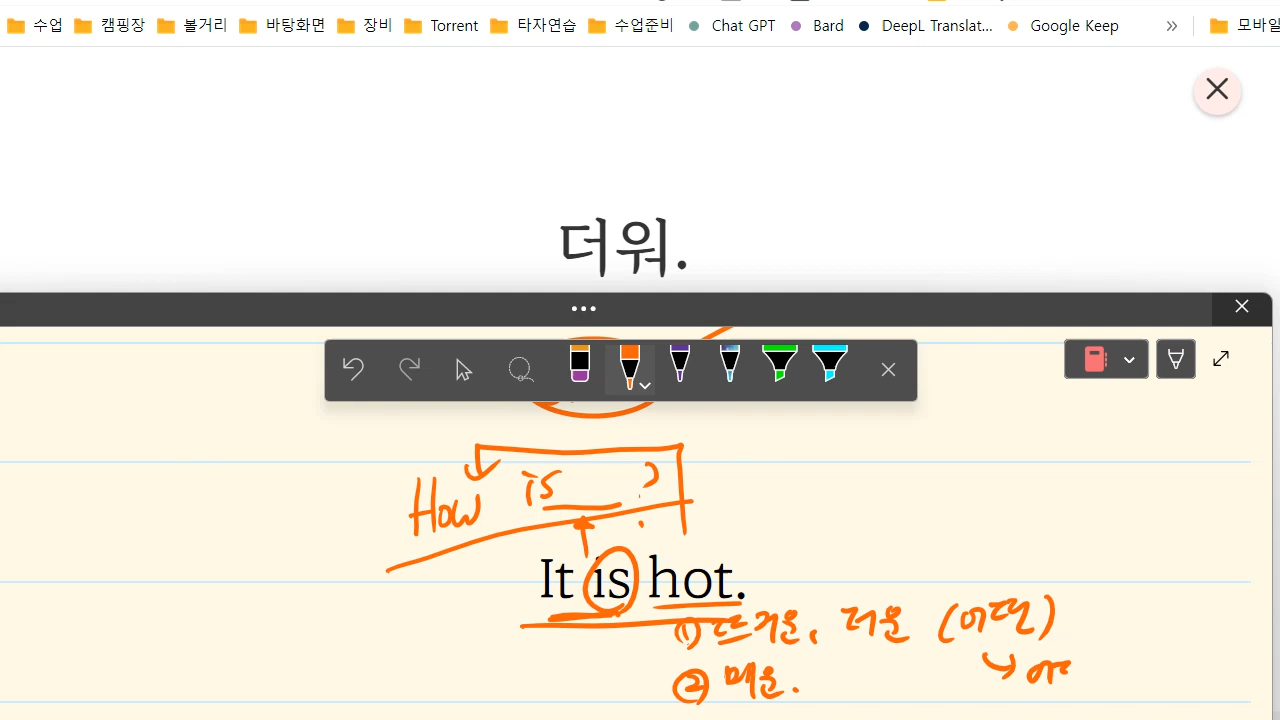 수업 캠핑장 볼거리 바탕화면 장비 Torrent 타자연습 수업준비 Chat GPT Bard DeepL Translat... Google Keep » 모바일
더워.
How is ?
It is hot.
① 뜨거운, 더운 (어떤)
② 매운.